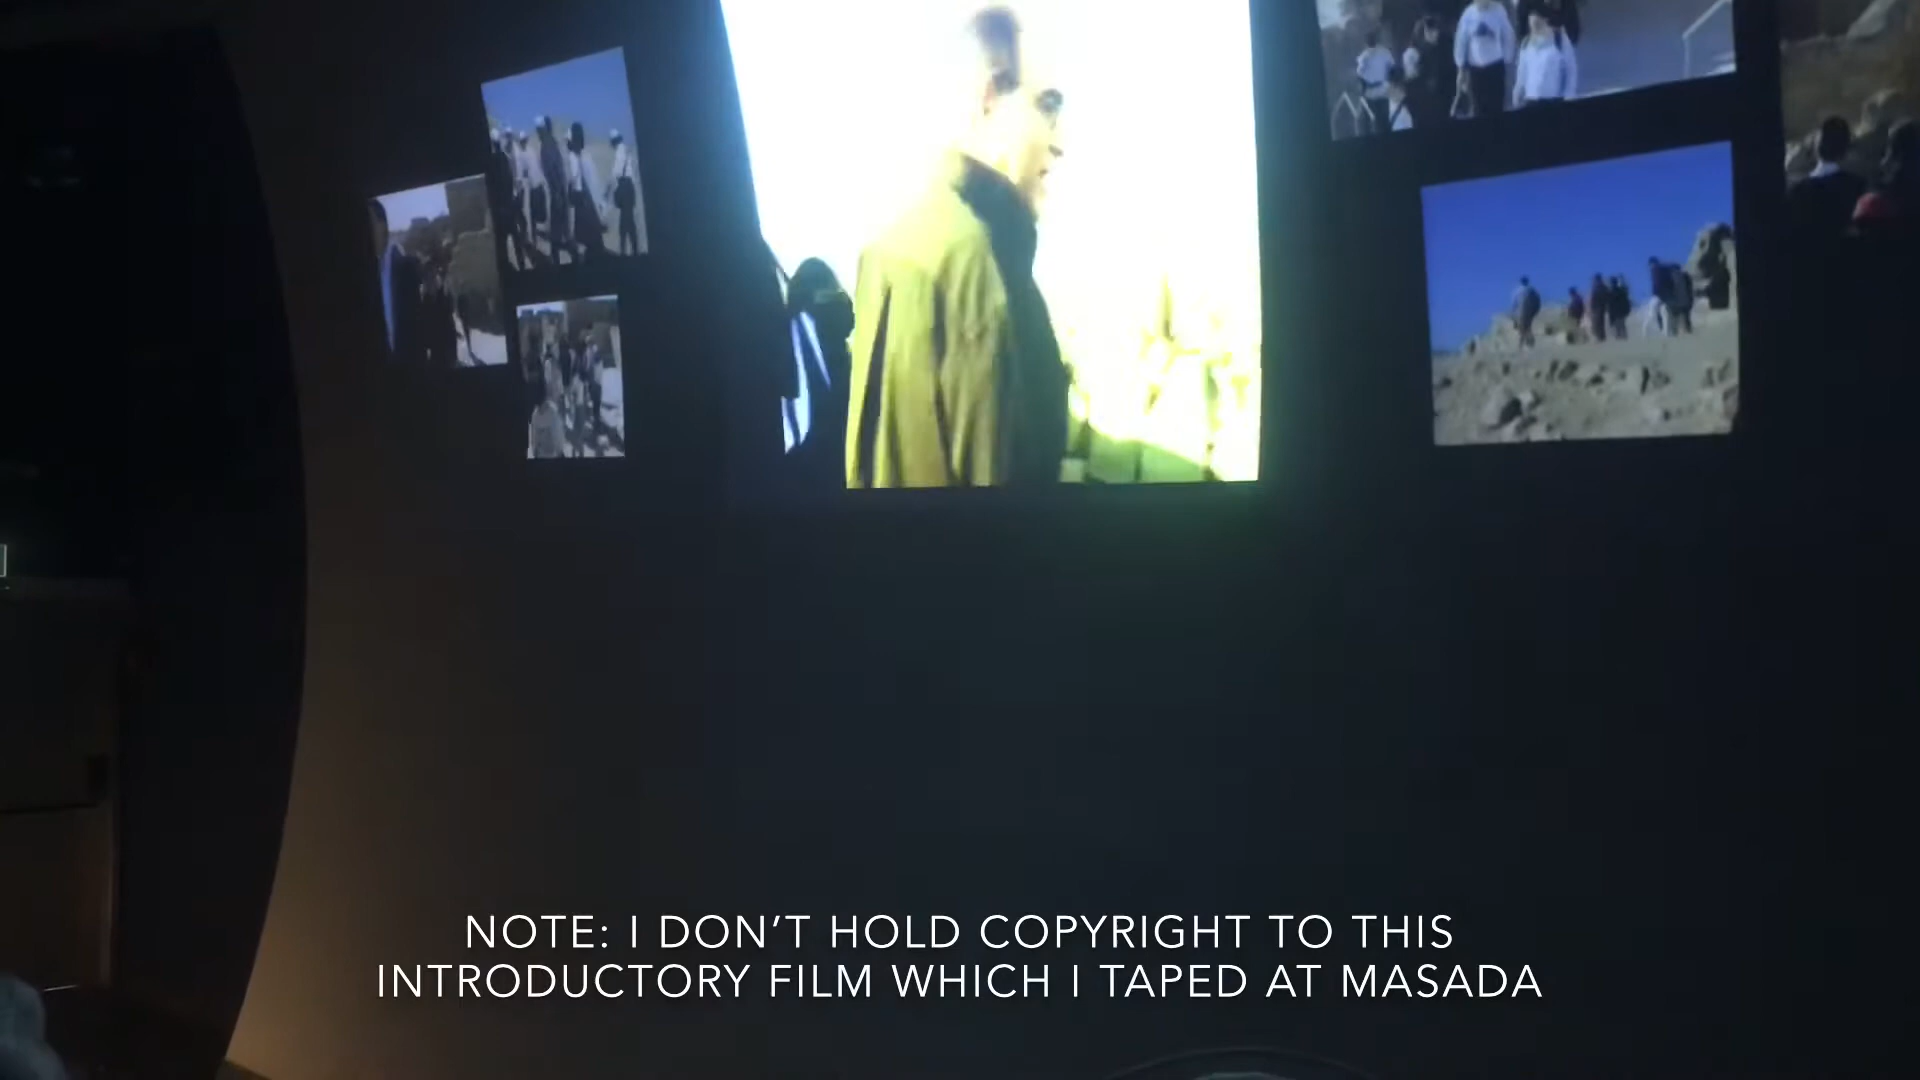 NOTE: I DON’T HOLD COPYRIGHT TO THIS
INTRODUCTORY FILM WHICH I TAPED AT MASADA